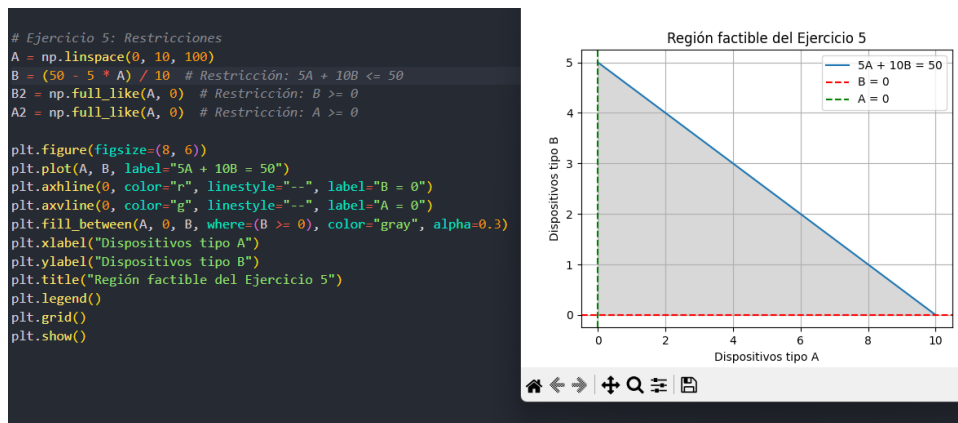 # Ejercicio 5: Restricciones
A = np.linspace(0, 10, 100)
B = (50 - 5 * A) / 10  # Restricción: 5A + 10B <= 50
B2 = np.full_like(A, 0)  # Restricción: B >= 0
A2 = np.full_like(A, 0)  # Restricción: A >= 0
plt.figure(figsize=(8, 6))
plt.plot(A, B, label="5A + 10B = 50")
plt.axhline(0, color="r", linestyle="--", label="B = 0")
plt.axvline(0, color="g", linestyle="--", label="A = 0")
plt.fill_between(A, 0, B, where=(B >= 0), color="gray", alpha=0.3)
plt.xlabel("Dispositivos tipo A")
plt.ylabel("Dispositivos tipo B")
plt.title("Región factible del Ejercicio 5")
plt.legend()
plt.grid()
plt.show()
Región factible del Ejercicio 5
5A + 10B = 50
B = 0
A = 0
Dispositivos tipo B
5
4
3
2
1
0
0 2 4 6 8 10
Dispositivos tipo A